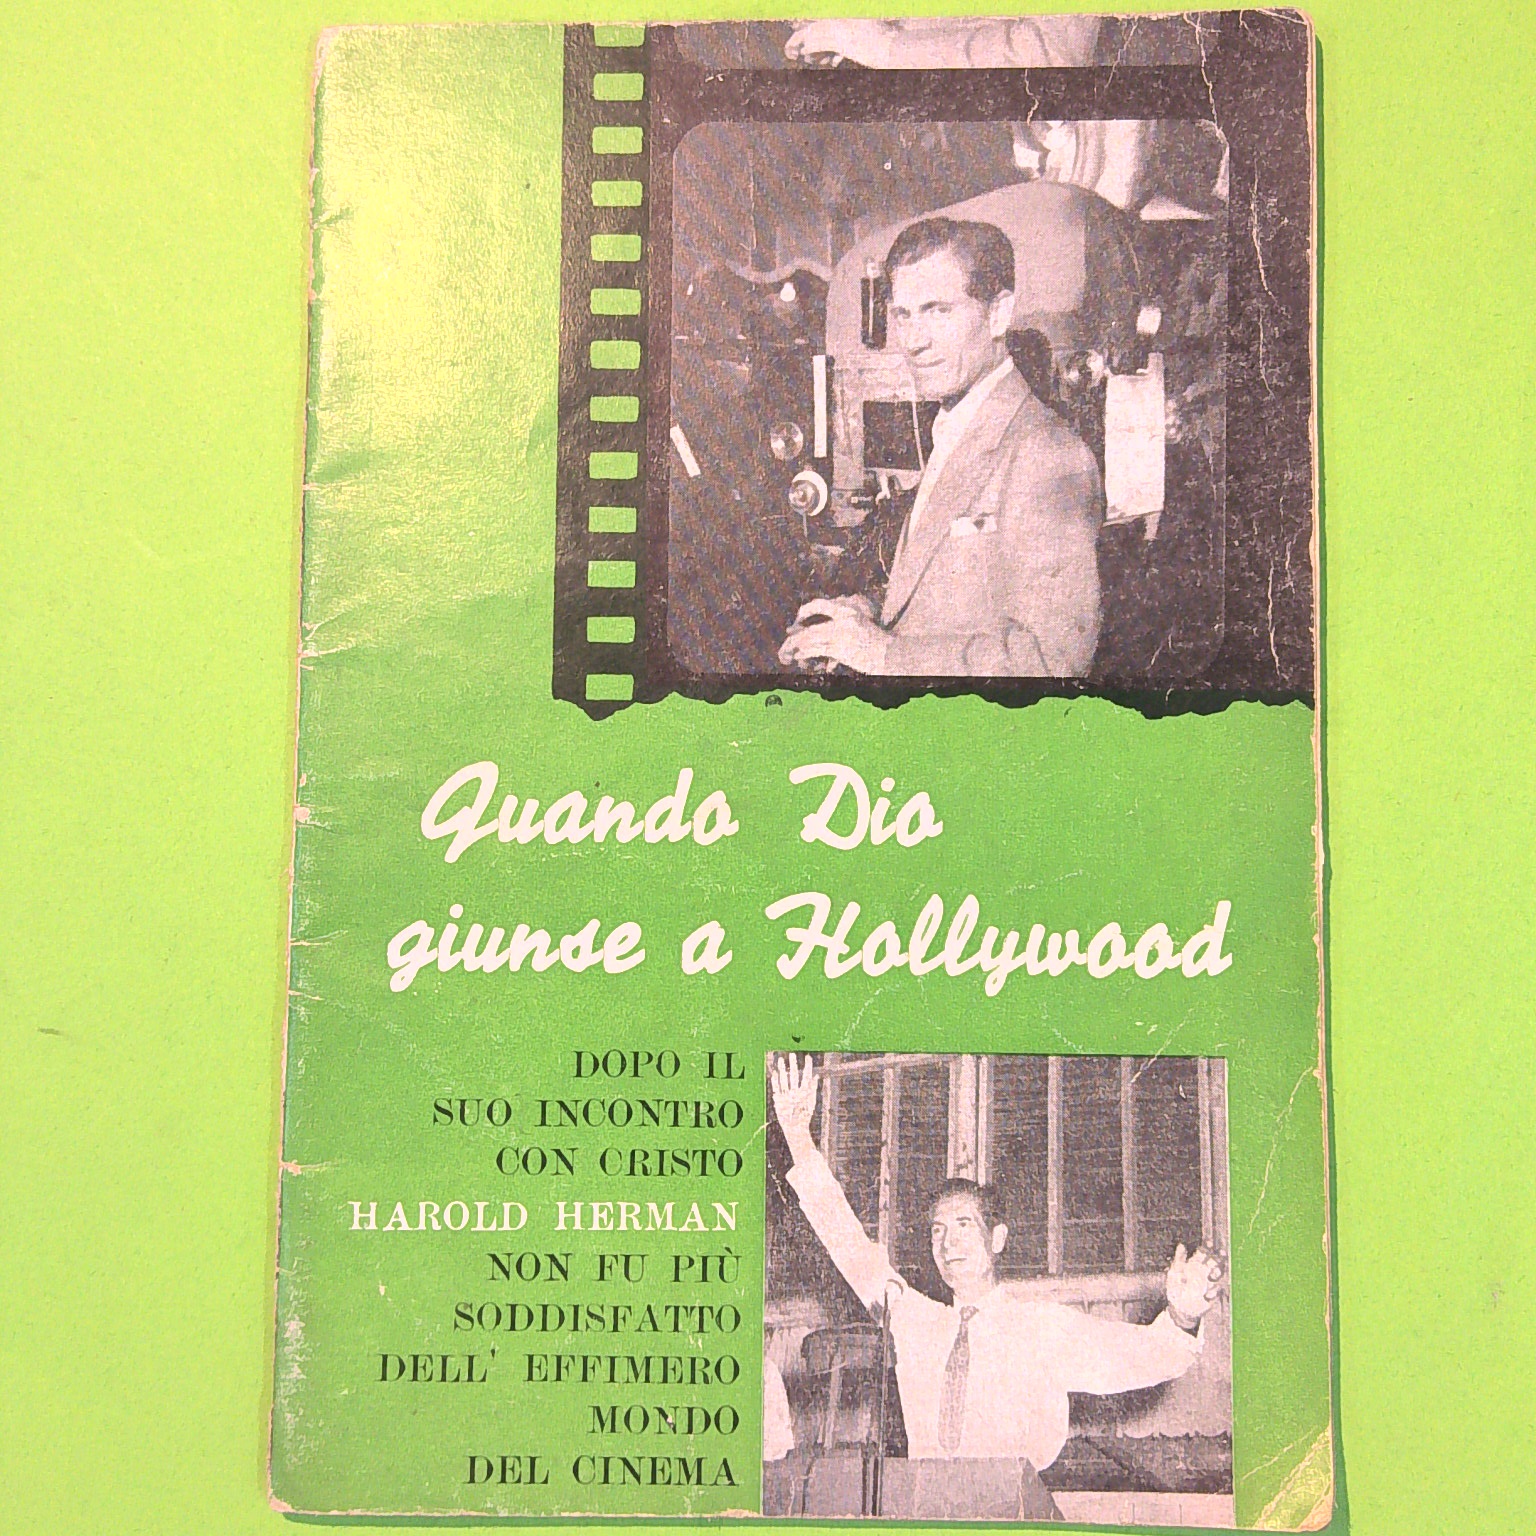 Quando Dio
giunse a Hollywood
DOPO IL
SUO INCONTRO
CON CRISTO
HAROLD HERMAN
NON FU PIÙ
SODDISFATTO
DELL' EFFIMERO
MONDO
DEL CINEMA